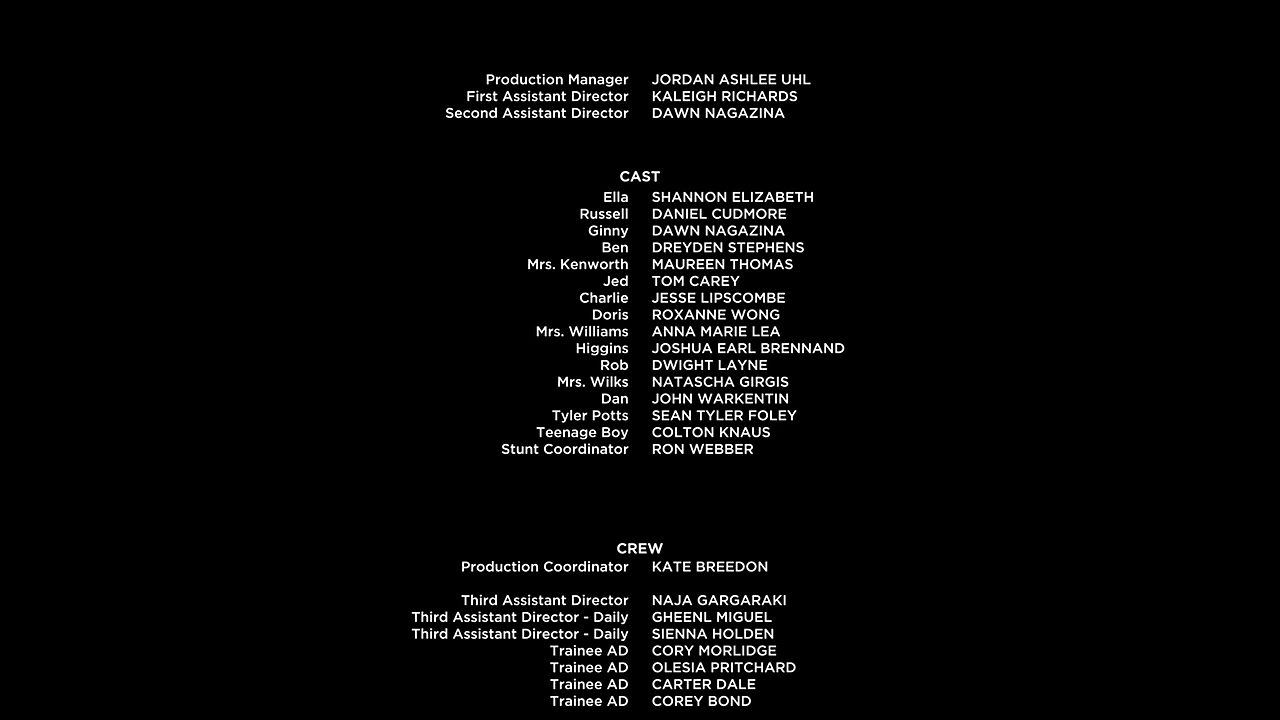 Production Manager JORDAN ASHLEE UHL
First Assistant Director KALEIGH RICHARDS
Second Assistant Director DAWN NAGAZINA
CAST
Ella SHANNON ELIZABETH
Russell DANIEL CUDMORE
Ginny DAWN NAGAZINA
Ben DREYDEN STEPHENS
Mrs. Kenworth MAUREEN THOMAS
Jed TOM CAREY
Charlie JESSE LIPSCOMBE
Doris ROXANNE WONG
Mrs. Williams ANNA MARIE LEA
Higgins JOSHUA EARL BRENNAND
Rob DWIGHT LAYNE
Mrs. Wilks NATASCHA GIRGIS
Dan JOHN WARKENTIN
Tyler Potts SEAN TYLER FOLEY
Teenage Boy COLTON KNAUS
Stunt Coordinator RON WEBBER
CREW
Production Coordinator KATE BREEDON
Third Assistant Director NAJA GARGARAKI
Third Assistant Director - Daily GHEENL MIGUEL
Third Assistant Director - Daily SIENNA HOLDEN
Trainee AD CORY MORLIDGE
Trainee AD OLESIA PRITCHARD
Trainee AD CARTER DALE
Trainee AD COREY BOND